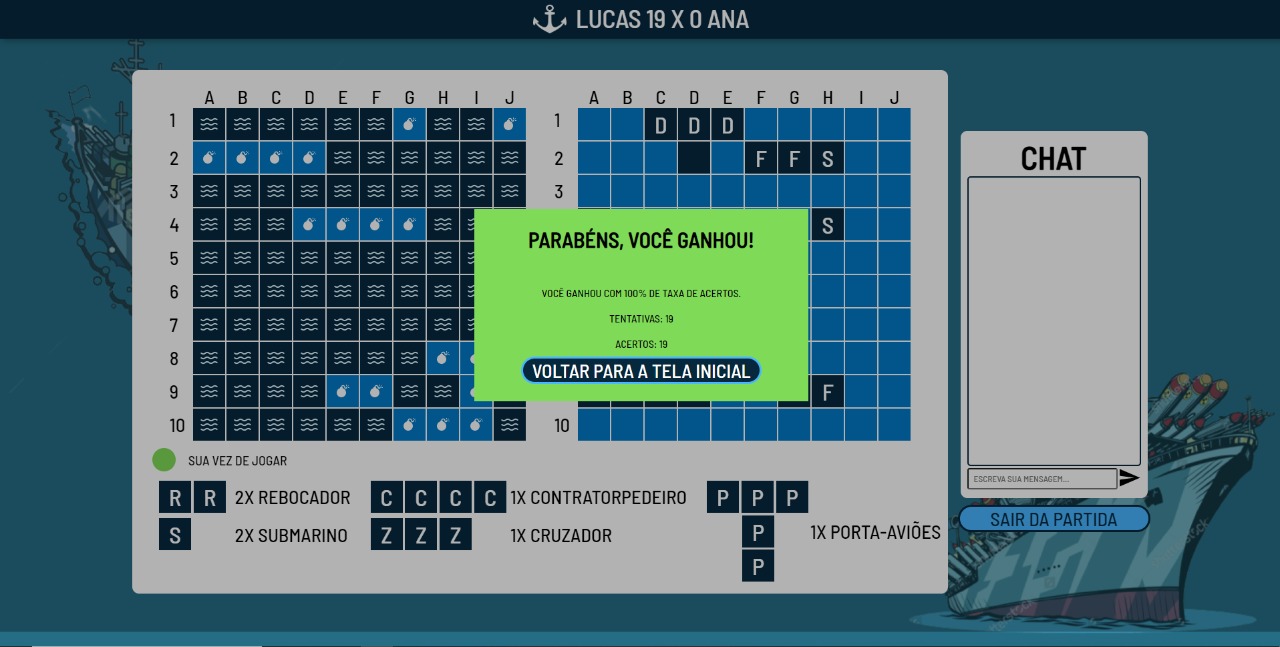 LUCAS 19 X 0 ANA
A B C D E F G H I J
A B C D E F G H I J
1
2
3
4
5
6
7
8
9
10
1 D D D
2 F F S
3
S
F
10
CHAT
ESCREVA SUA MENSAGEM...
SAIR DA PARTIDA
PARABÉNS, VOCÊ GANHOU!
VOCÊ GANHOU COM 100% DE TAXA DE ACERTOS.
TENTATIVAS: 19
ACERTOS: 19
VOLTAR PARA A TELA INICIAL
SUA VEZ DE JOGAR
R R 2X REBOCADOR
C C C C 1X CONTRATORPEDEIRO
P P P
S 2X SUBMARINO
Z Z Z 1X CRUZADOR
P 1X PORTA-AVIÕES
P